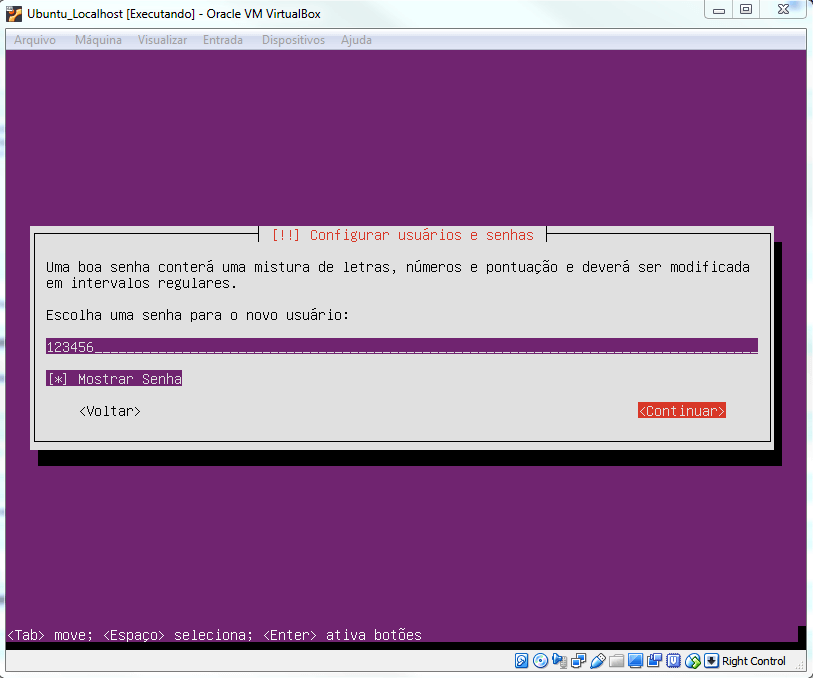 Ubuntu_Localhost [Executando] - Oracle VM VirtualBox
Arquivo Máquina Visualizar Entrada Dispositivos Ajuda
[!!] Configurar usuários e senhas
Uma boa senha conterá uma mistura de letras, números e pontuação e deverá ser modificada
em intervalos regulares.
Escolha uma senha para o novo usuário:
123456
[*] Mostrar Senha
<Voltar> <Continuar>
<Tab> move; <Espaço> seleciona; <Enter> ativa botões
Right Control